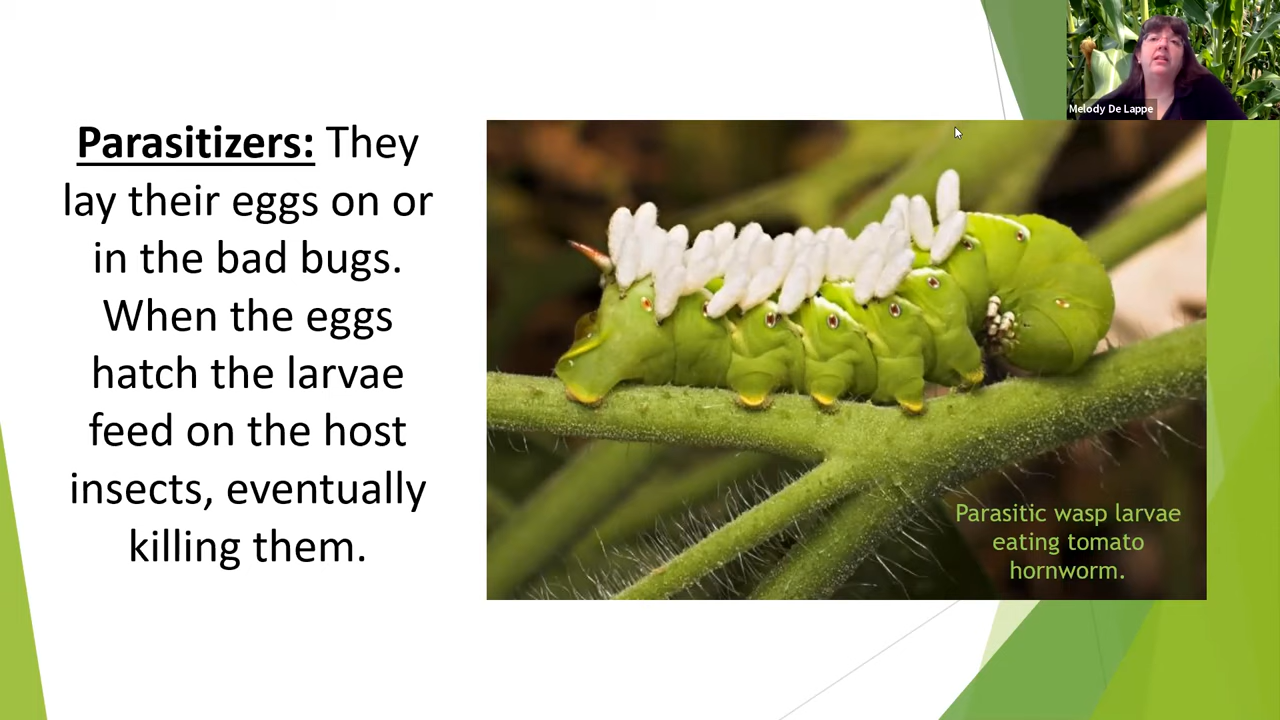 Parasitizers: They
lay their eggs on or
in the bad bugs.
When the eggs
hatch the larvae
feed on the host
insects, eventually
killing them.
Melody De Lappe
Parasitic wasp larvae
eating tomato
hornworm.